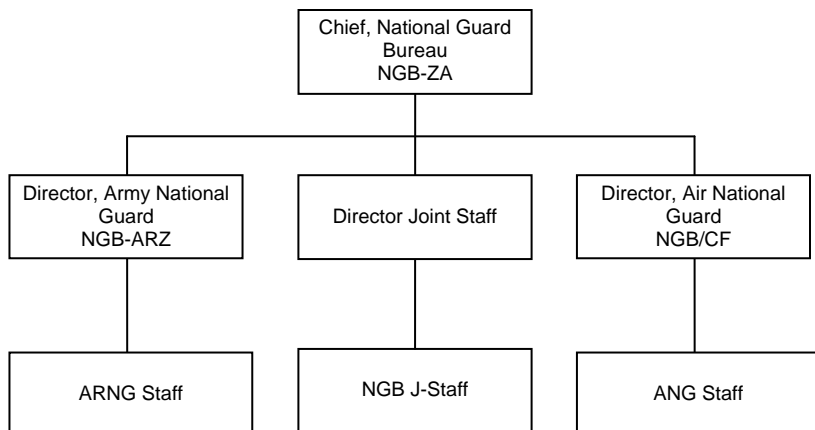 Chief, National Guard
Bureau
NGB-ZA
Director, Army National
Guard
NGB-ARZ
Director Joint Staff
Director, Air National
Guard
NGB/CF
ARNG Staff
NGB J-Staff
ANG Staff